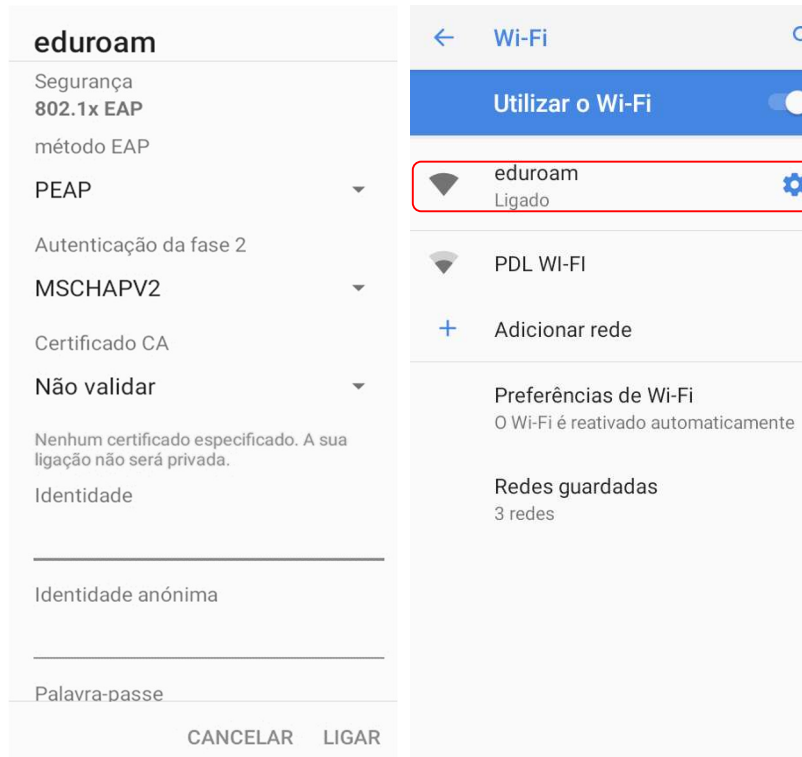 eduroam
Segurança
802.1x EAP
método EAP
PEAP
Autenticação da fase 2
MSCHAPV2
Certificado CA
Não validar
Nenhum certificado especificado. A sua
ligação não será privada.
Identidade
Identidade anónima
Palavra-passe
CANCELAR LIGAR
Wi-Fi
Utilizar o Wi-Fi
eduroam
Ligado
PDL WI-FI
Adicionar rede
Preferências de Wi-Fi
O Wi-Fi é reativado automaticamente
Redes guardadas
3 redes